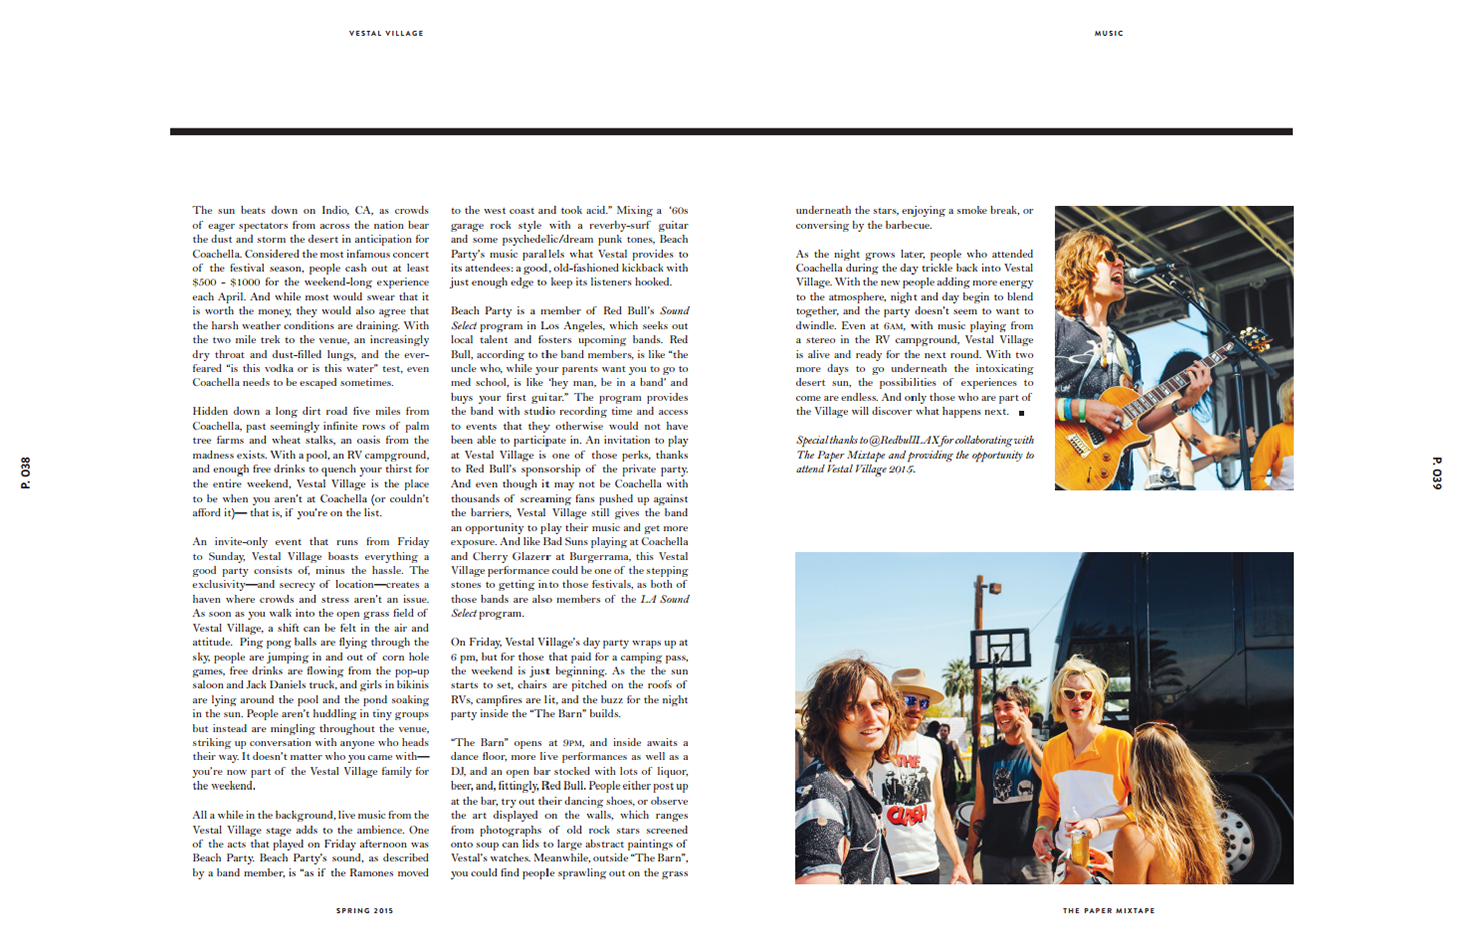 VESTAL VILLAGE
MUSIC
The sun beats down on Indio, CA, as crowds
of eager spectators from across the nation bear
the dust and storm the desert in anticipation for
Coachella. Considered the most infamous concert
of the festival season, people cash out at least
$500 - $1000 for the weekend-long experience
each April. And while most would swear that it
is worth the money, they would also agree that
the harsh weather conditions are draining. With
the two mile trek to the venue, an increasingly
dry throat and dust-filled lungs, and the ever-
feared “is this vodka or is this water” test, even
Coachella needs to be escaped sometimes.
Hidden down a long dirt road five miles from
Coachella, past seemingly infinite rows of palm
tree farms and wheat stalks, an oasis from the
madness exists. With a pool, an RV campground,
and enough free drinks to quench your thirst for
the entire weekend, Vestal Village is the place
to be when you aren’t at Coachella (or couldn’t
afford it)— that is, if you’re on the list.
An invite-only event that runs from Friday
to Sunday, Vestal Village boasts everything a
good party consists of, minus the hassle. The
exclusivity—and secrecy of location—creates a
haven where crowds and stress aren’t an issue.
As soon as you walk into the open grass field of
Vestal Village, a shift can be felt in the air and
attitude. Ping pong balls are flying through the
sky, people are jumping in and out of corn hole
games, free drinks are flowing from the pop-up
saloon and Jack Daniels truck, and girls in bikinis
are lying around the pool and the pond soaking
in the sun. People aren’t huddling in tiny groups
but instead are mingling throughout the venue,
striking up conversation with anyone who heads
their way. It doesn’t matter who you came with—
you’re now part of the Vestal Village family for
the weekend.
All a while in the background, live music from the
Vestal Village stage adds to the ambience. One
of the acts that played on Friday afternoon was
Beach Party. Beach Party’s sound, as described
by a band member, is “as if the Ramones moved
to the west coast and took acid.” Mixing a ‘60s
garage rock style with a reverby-surf guitar
and some psychedelic/dream punk tones, Beach
Party’s music parallels what Vestal provides to
its attendees: a good, old-fashioned kickback with
just enough edge to keep its listeners hooked.
Beach Party is a member of Red Bull’s Sound
Select program in Los Angeles, which seeks out
local talent and fosters upcoming bands. Red
Bull, according to the band members, is like “the
uncle who, while your parents want you to go to
med school, is like ‘hey man, be in a band’ and
buys your first guitar.” The program provides
the band with studio recording time and access
to events that they otherwise would not have
been able to participate in. An invitation to play
at Vestal Village is one of those perks, thanks
to Red Bull’s sponsorship of the private party.
And even though it may not be Coachella with
thousands of screaming fans pushed up against
the barriers, Vestal Village still gives the band
an opportunity to play their music and get more
exposure. And like Bad Suns playing at Coachella
and Cherry Glazerr at Burgerrama, this Vestal
Village performance could be one of the stepping
stones to getting into those festivals, as both of
those bands are also members of the LA Sound
Select program.
On Friday, Vestal Village’s day party wraps up at
6 pm, but for those that paid for a camping pass,
the weekend is just beginning. As the the sun
starts to set, chairs are pitched on the roofs of
RVs, campfires are lit, and the buzz for the night
party inside the “The Barn” builds.
“The Barn” opens at 9PM, and inside awaits a
dance floor, more live performances as well as a
DJ, and an open bar stocked with lots of liquor,
beer, and, fittingly, Red Bull. People either post up
at the bar, try out their dancing shoes, or observe
the art displayed on the walls, which ranges
from photographs of old rock stars screened
onto soup can lids to large abstract paintings of
Vestal’s watches. Meanwhile, outside “The Barn”,
you could find people sprawling out on the grass
underneath the stars, enjoying a smoke break, or
conversing by the barbecue.
As the night grows later, people who attended
Coachella during the day trickle back into Vestal
Village. With the new people adding more energy
to the atmosphere, night and day begin to blend
together, and the party doesn’t seem to want to
dwindle. Even at 6AM, with music playing from
a stereo in the RV campground, Vestal Village
is alive and ready for the next round. With two
more days to go underneath the intoxicating
desert sun, the possibilities of experiences to
come are endless. And only those who are part of
the Village will discover what happens next.
Special thanks to @RedbullLAX for collaborating with
The Paper Mixtape and providing the opportunity to
attend Vestal Village 2015.
THE
CLASH
P. 038
P. 039
SPRING 2015
THE PAPER MIXTAPE